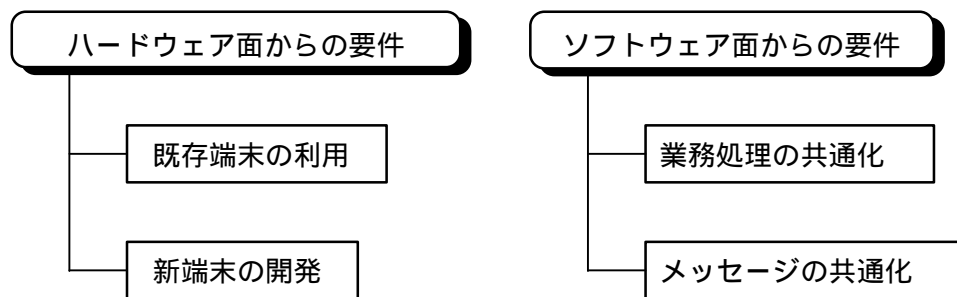 ハードウェア面からの要件
既存端末の利用
新端末の開発
ソフトウェア面からの要件
業務処理の共通化
メッセージの共通化